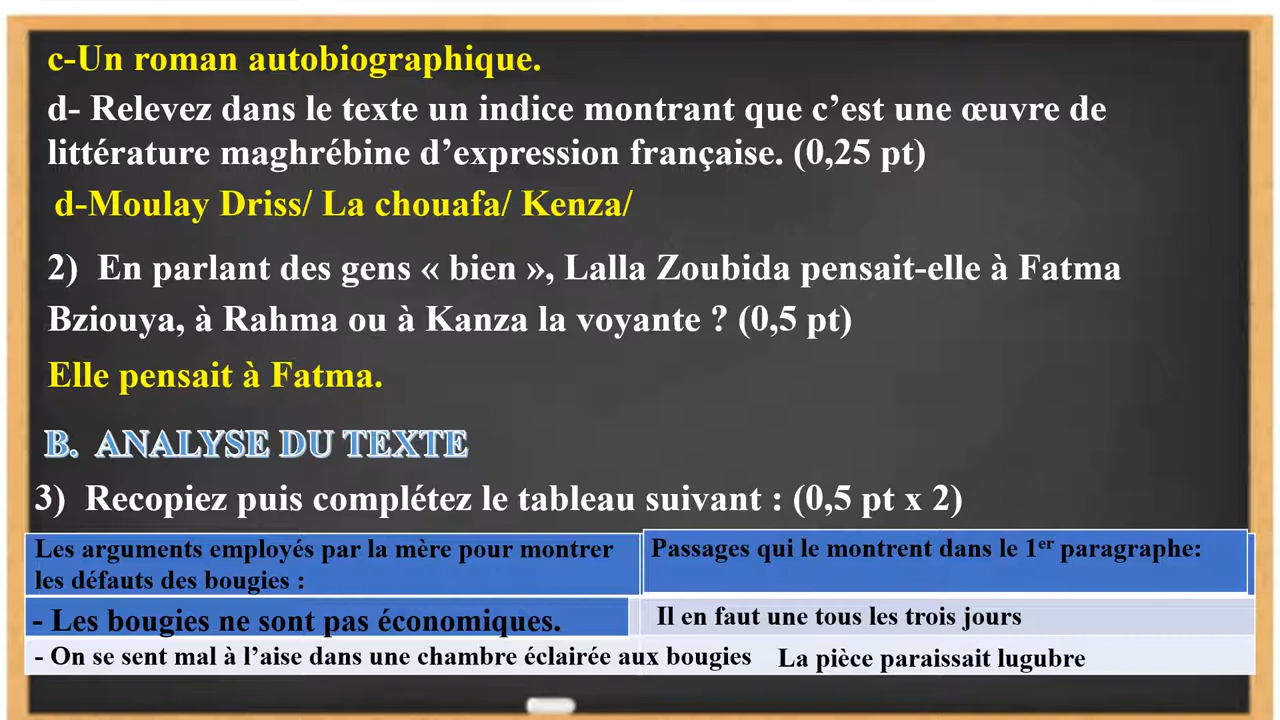 c-Un roman autobiographique.
d- Relevez dans le texte un indice montrant que c’est une œuvre de
littérature maghrébine d’expression française. (0,25 pt)
d-Moulay Driss/ La chouafa/ Kenza/
2)  En parlant des gens « bien », Lalla Zoubida pensait-elle à Fatma
Bziouya, à Rahma ou à Kanza la voyante ? (0,5 pt)
Elle pensait à Fatma.
B.  ANALYSE DU TEXTE
3)  Recopiez puis complétez le tableau suivant : (0,5 pt x 2)
Les arguments employés par la mère pour montrer
les défauts des bougies :
Passages qui le montrent dans le 1er paragraphe:
- Les bougies ne sont pas économiques.
Il en faut une tous les trois jours
- On se sent mal à l’aise dans une chambre éclairée aux bougies
La pièce paraissait lugubre